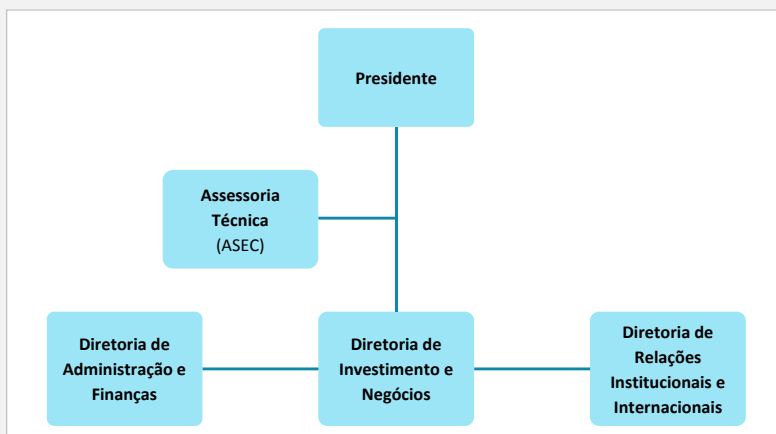 Presidente
Assessoria
Técnica
(ASEC)
Diretoria de
Administração e
Finanças
Diretoria de
Investimento e
Negócios
Diretoria de
Relações
Institucionais e
Internacionais